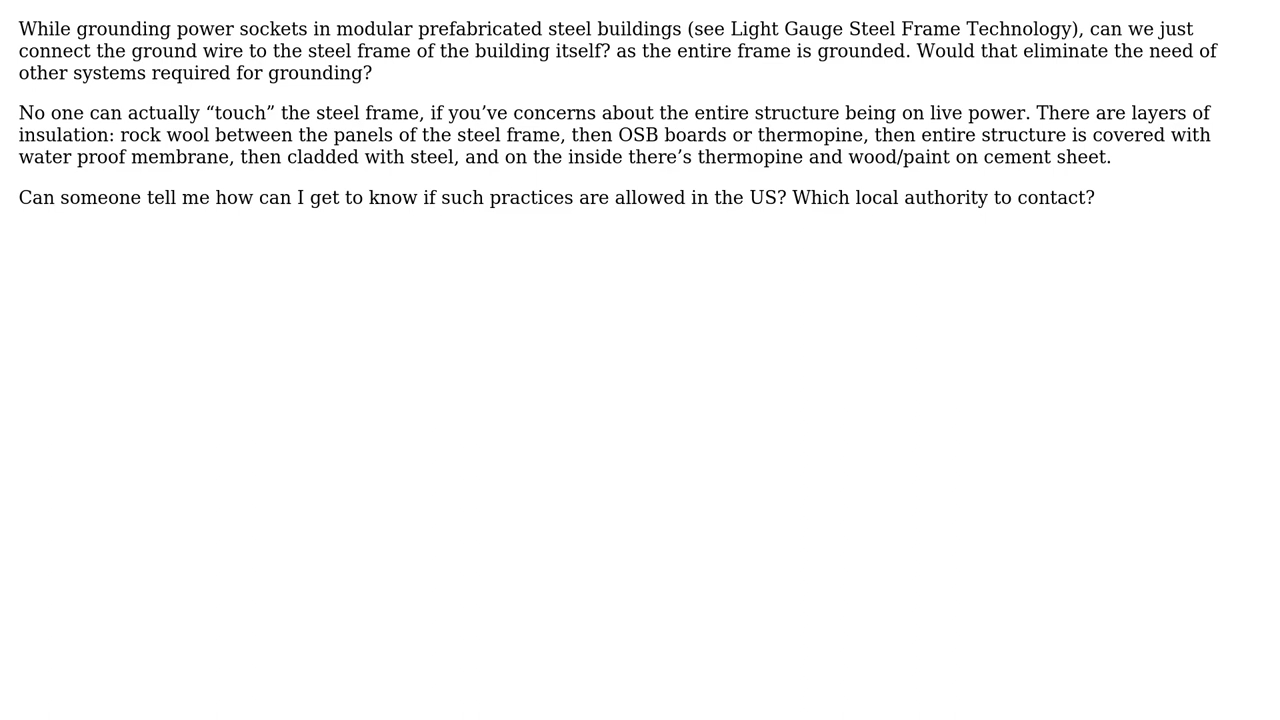 While grounding power sockets in modular prefabricated steel buildings (see Light Gauge Steel Frame Technology), can we just
connect the ground wire to the steel frame of the building itself? as the entire frame is grounded. Would that eliminate the need of
other systems required for grounding?
No one can actually “touch” the steel frame, if you’ve concerns about the entire structure being on live power. There are layers of
insulation: rock wool between the panels of the steel frame, then OSB boards or thermopine, then entire structure is covered with
water proof membrane, then cladded with steel, and on the inside there’s thermopine and wood/paint on cement sheet.
Can someone tell me how can I get to know if such practices are allowed in the US? Which local authority to contact?